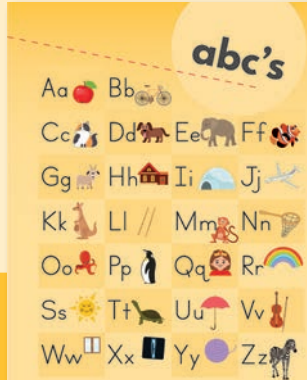 abc's
Aa Bb
Cc Dd Ee Ff
Gg Hh Ii Jj
Kk Ll Mm Nn
Oo Pp Qq Rr
Ss Tt Uu Vv
Ww Xx Yy Zz